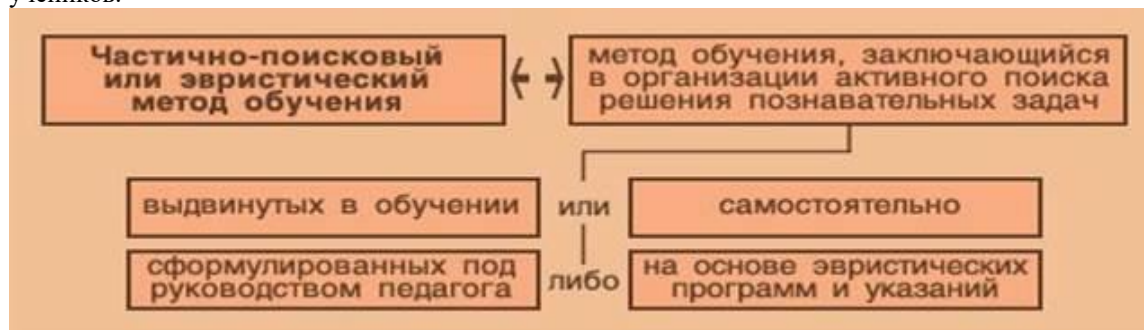 учеников.
Частично-поисковый
или эвристический
метод обучения
метод обучения, заключающийся
в организации активного поиска
решения познавательных задач
выдвинутых в обучении
или
самостоятельно
сформулированных под
руководством педагога
либо
на основе эвристических
программ и указаний